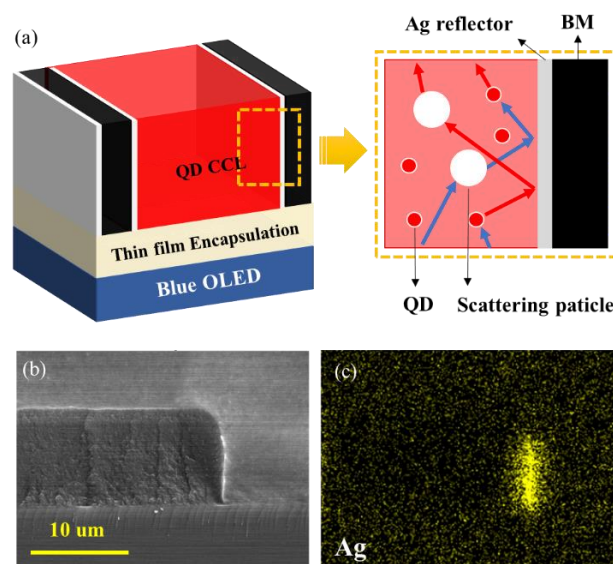 (a)
Ag reflector
BM
QD CCL
Thin film Encapsulation
Blue OLED
QD
Scattering paticle
(b)
10 um
(c)
Ag